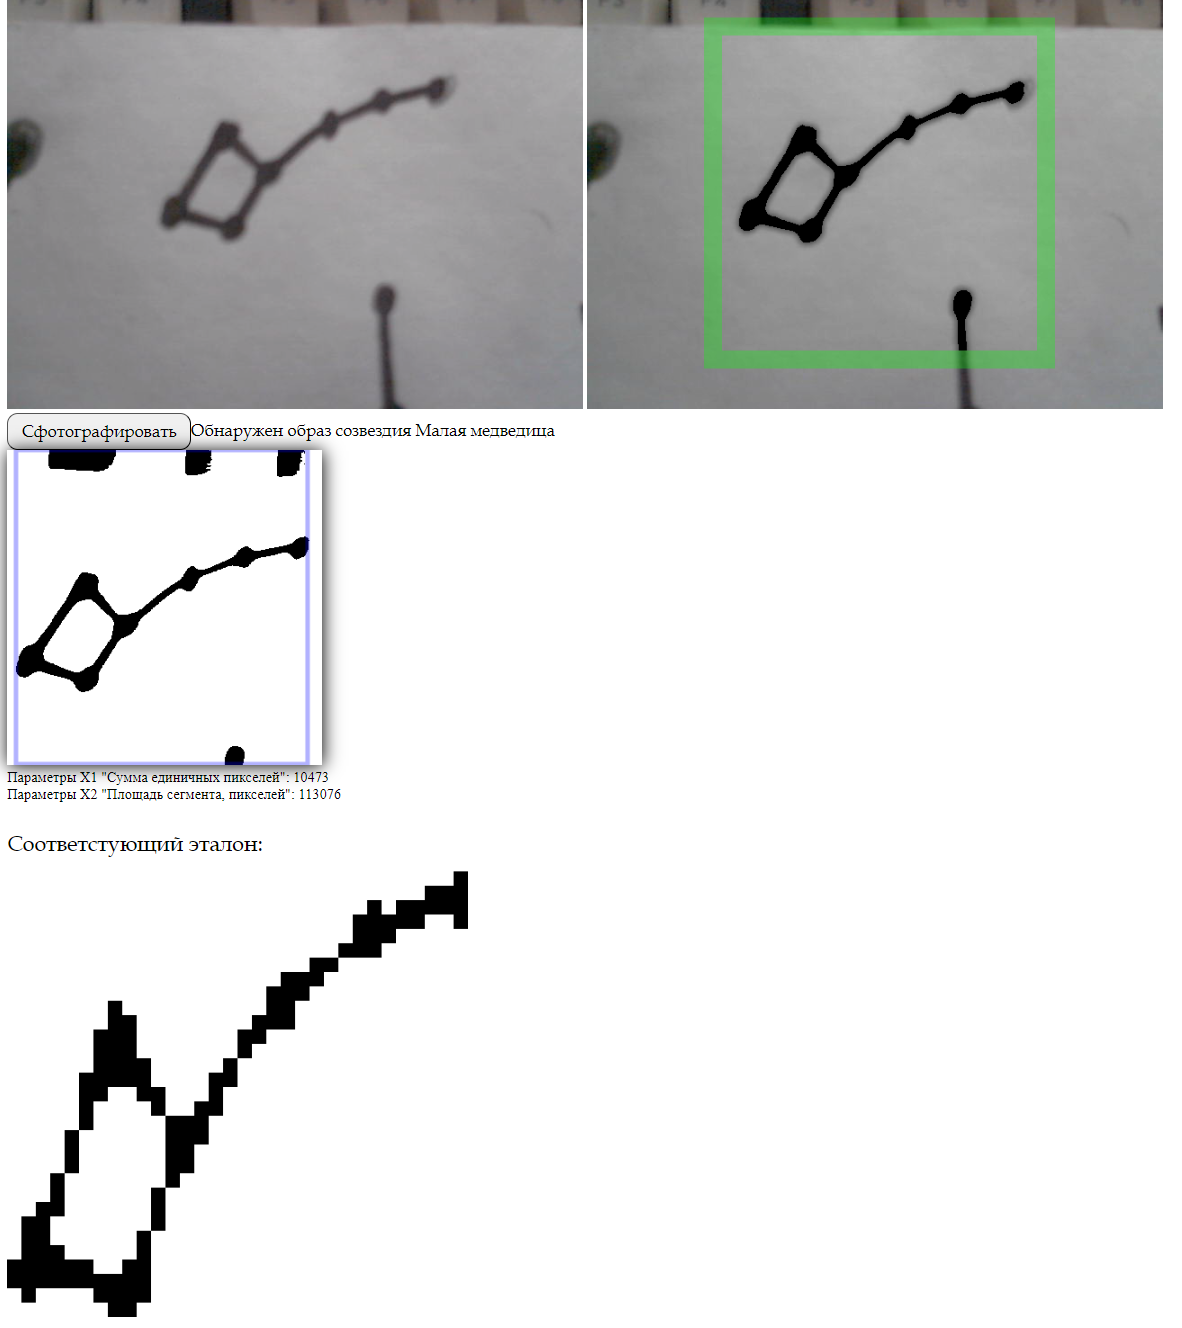 Сфотографировать Обнаружен образ созвездия Малая медведица
Параметры X1 "Сумма единичных пикселей": 10473
Параметры X2 "Площадь сегмента, пикселей": 113076
Соответстующий эталон: